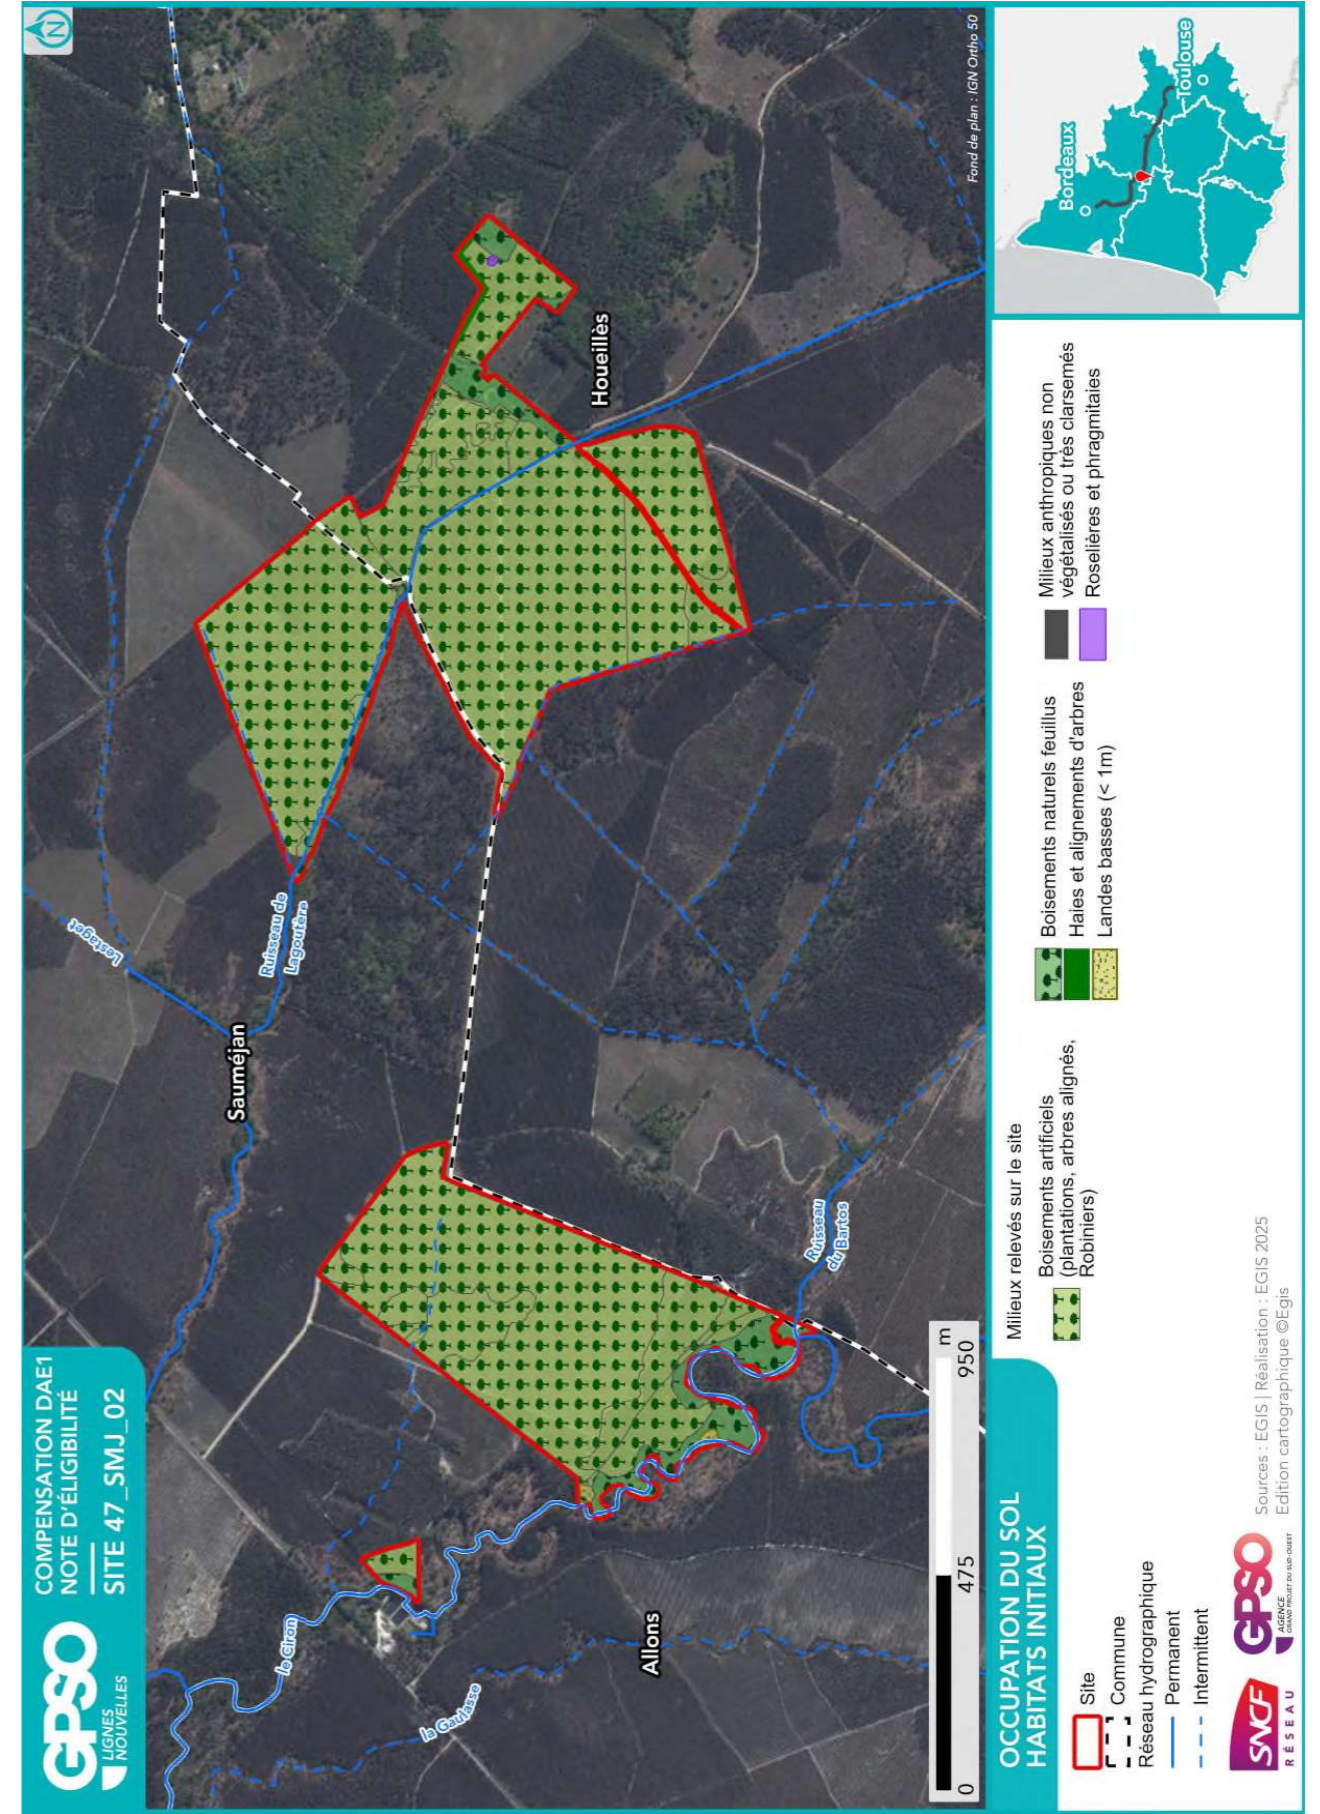 GPSO
LIGNES
NOUVELLES
COMPENSATION DAE1
NOTE D'ÉLIGIBILITÉ
SITE 47_SMJ_02
N
le Ciron
la Gaulasse
Allons
Sauméjan
Lestaget
Ruisseau de
Lagoutère
Houeillès
Ruisseau
du Bartos
0 475 950 m
Fond de plan : IGN Ortho 50
OCCUPATION DU SOL
HABITATS INITIAUX
Site
Commune
Réseau hydrographique
Permanent
Intermittent
Milieux relevés sur le site
Boisements artificiels
(plantations, arbres alignés,
Robiniers)
Boisements naturels feuillus
Haies et alignements d'arbres
Landes basses (< 1m)
Milieux anthropiques non
végétalisés ou très clarsemés
Roselières et phragmitaies
Bordeaux
Toulouse
SNCF
RÉSEAU
GPSO
AGENCE
GRAND PROJET DU SUD-OUEST
Sources : EGIS | Réalisation : EGIS 2025
Edition cartographique ©Egis